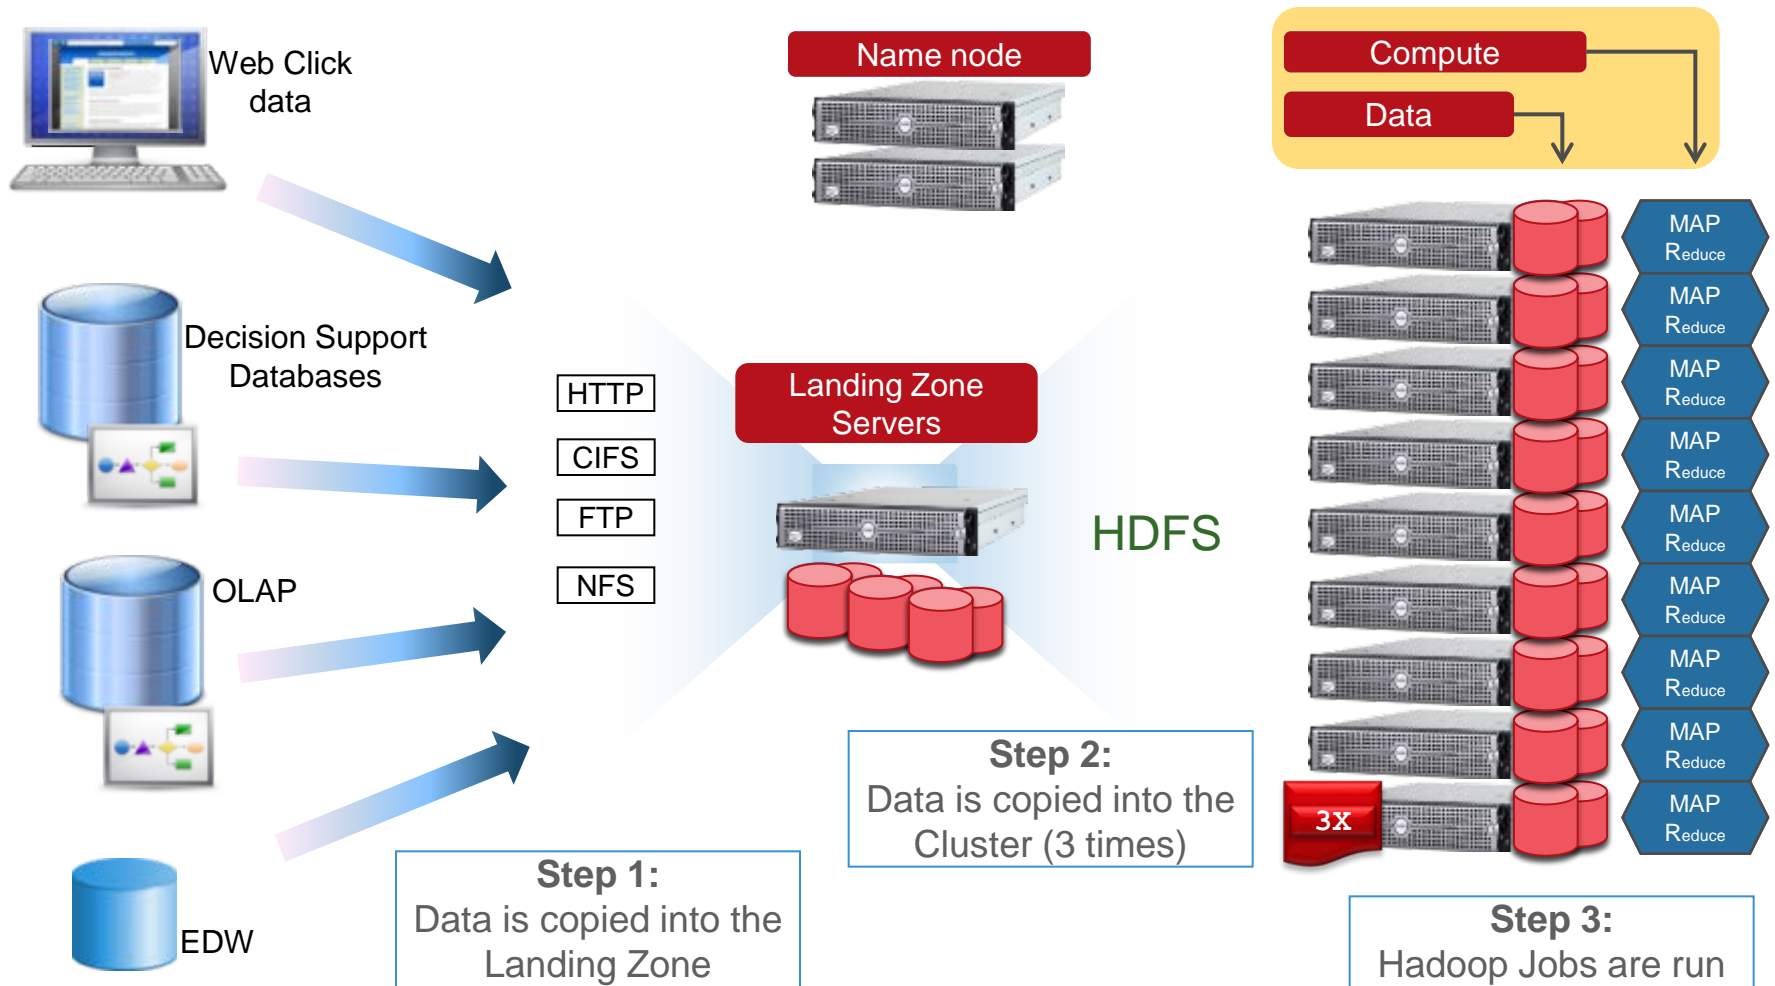 Web Click
data
Name node
Compute
Data
Decision Support
Databases
HTTP
CIFS
FTP
NFS
Landing Zone
Servers
HDFS
OLAP
EDW
MAP
Reduce
MAP
Reduce
MAP
Reduce
MAP
Reduce
MAP
Reduce
MAP
Reduce
MAP
Reduce
MAP
Reduce
MAP
Reduce
3X
Step 1:
Data is copied into the
Landing Zone
Step 2:
Data is copied into the
Cluster (3 times)
Step 3:
Hadoop Jobs are run